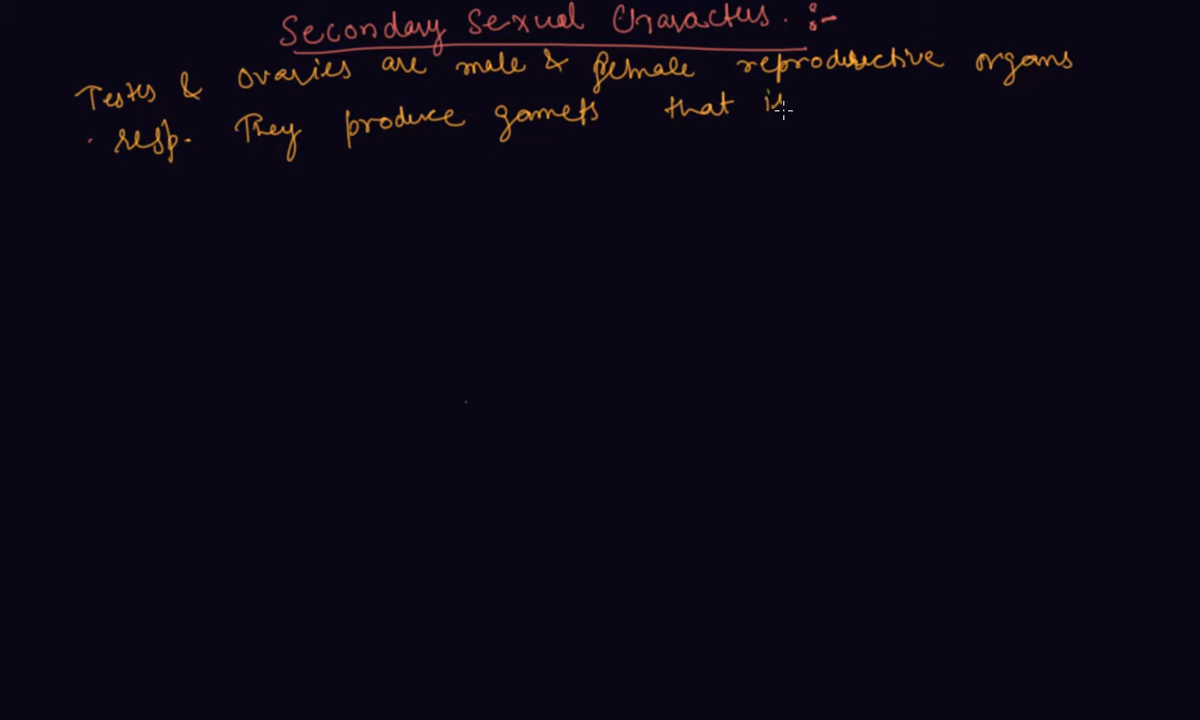 Secondary Sexual Characters. :-
Testes & ovaries are male & female reproductive organs
resp. They produce gamets that is